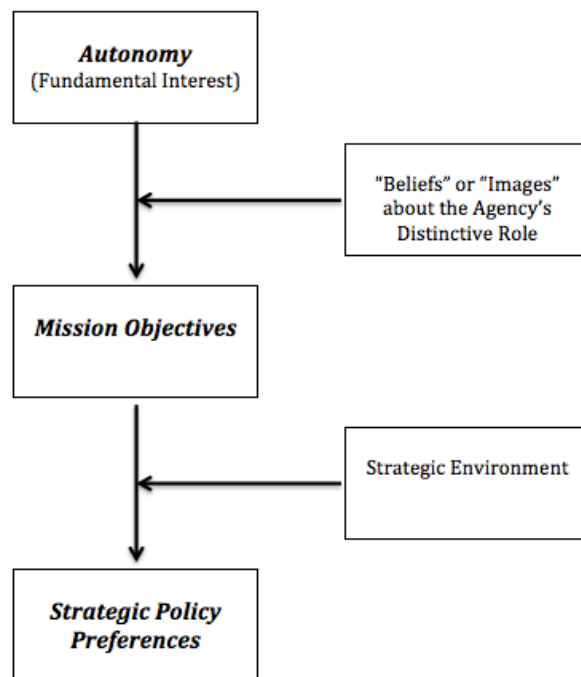 Autonomy
(Fundamental Interest)
“Beliefs” or “Images”
about the Agency’s
Distinctive Role
Mission Objectives
Strategic Environment
Strategic Policy
Preferences